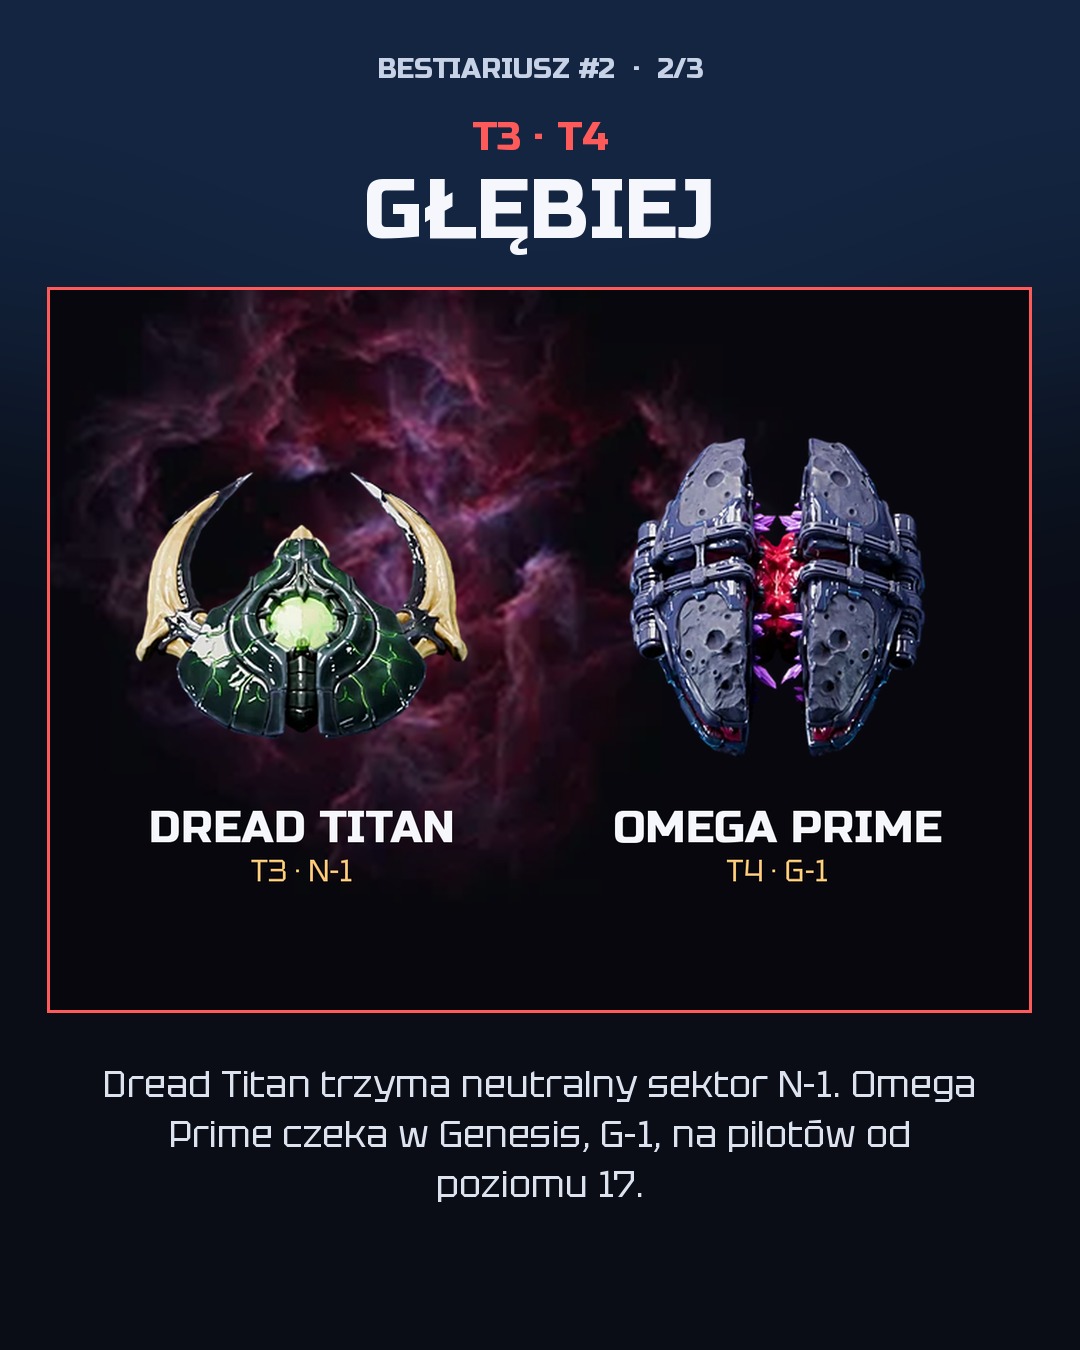 BESTIARIUSZ #2 · 2/3
T3 · T4
GŁĘBIEJ
DREAD TITAN
T3 · N-1
OMEGA PRIME
T4 · G-1
Dread Titan trzyma neutralny sektor N-1. Omega
Prime czeka w Genesis, G-1, na pilotów od
poziomu 17.